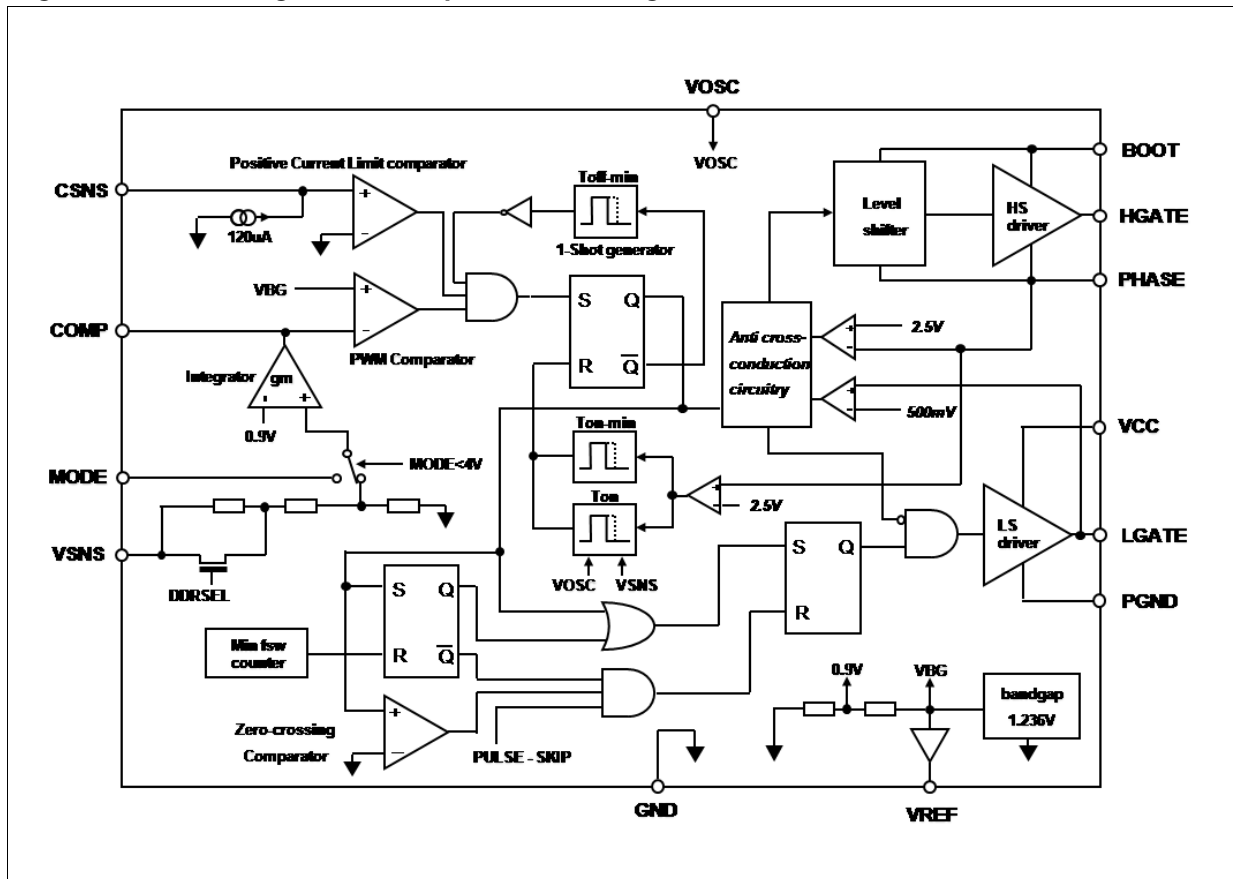 VOSC
VOSC
BOOT
Positive Current Limit comparator
CSNS
Toff-min
Level
shifter
HS
driver
HGATE
120uA
1-Shot generator
PHASE
VBG
S Q
2.5V
COMP
PWM Comparator
Anti cross-
conduction
circuitry
R Q
Integrator
gm
500mV
0.9V
Ton-min
VCC
MODE<4V
MODE
Ton
2.5V
LS
driver
LGATE
VSNS
S Q
VOSC
VSNS
DDRSEL
S Q
R
PGND
Min fsw
counter
R Q
0.9V
VBG
bandgap
1.236V
Zero-crossing
Comparator
PULSE - SKIP
GND
VREF